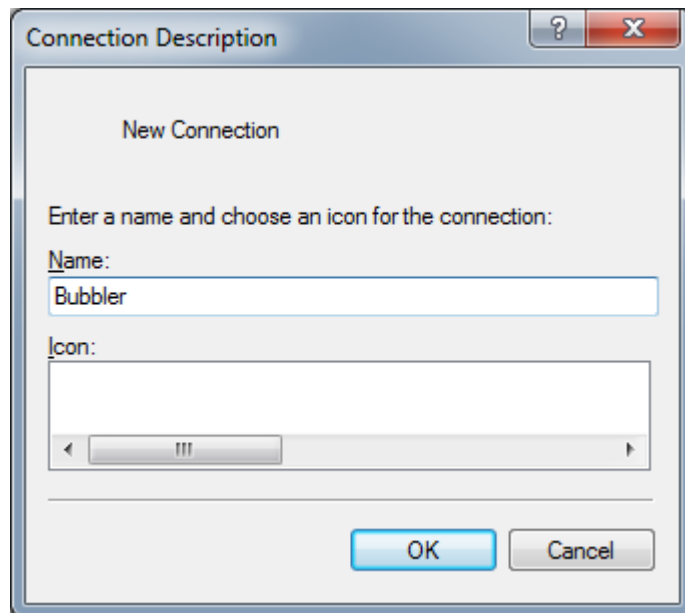 Connection Description
New Connection
Enter a name and choose an icon for the connection:
Name:
Bubbler
Icon:
OK
Cancel